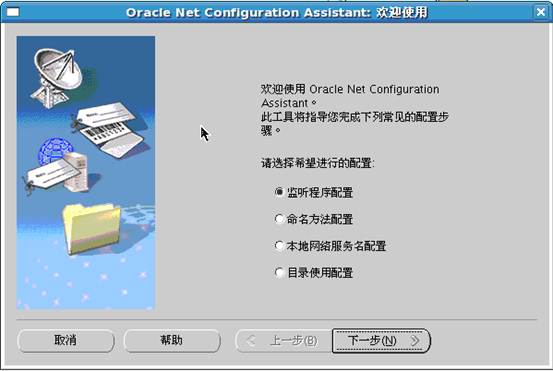 Oracle Net Configuration Assistant: 欢迎使用
欢迎使用 Oracle Net Configuration
Assistant。
此工具将指导您完成下列常见的配置步
骤。
请选择希望进行的配置:
监听程序配置
命名方法配置
本地网络服务名配置
目录使用配置
取消
帮助
上一步(B)
下一步(N)